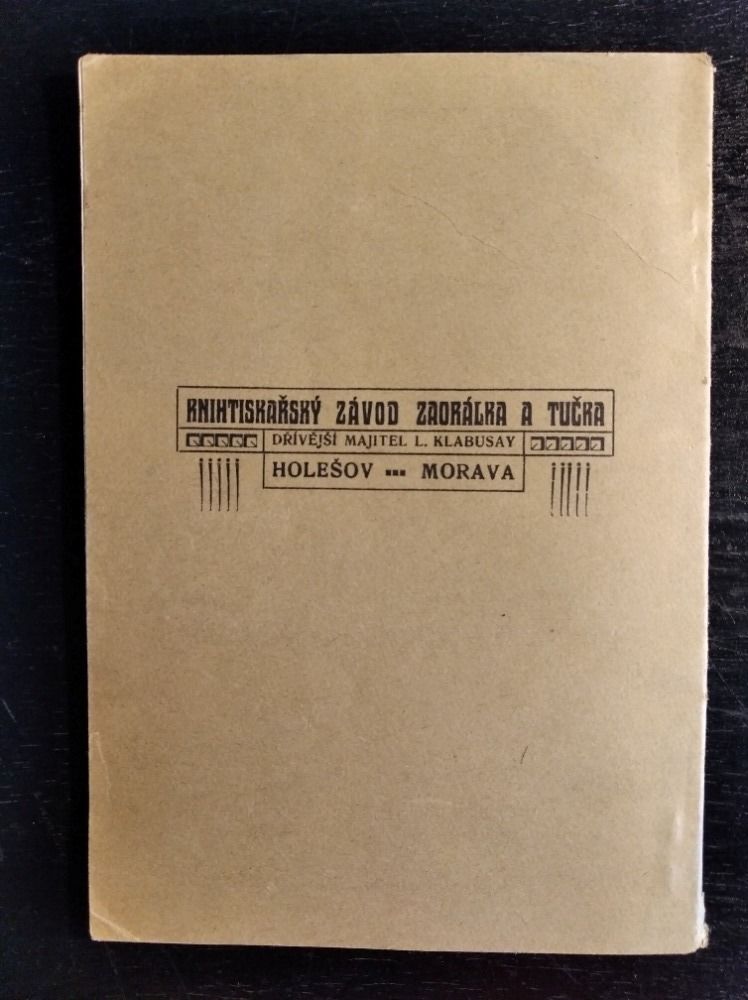 KNIHTISKAŘSKÝ ZÁVOD ZAORÁLKA A TUČKA
DŘÍVĚJŠÍ MAJITEL L. KLABUSAY
HOLEŠOV ▪▪▪ MORAVA